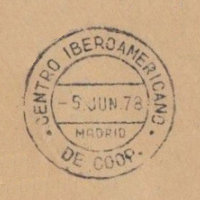 · CENTRO IBEROAMERICANO ·
- 5. JUN. 78
MADRID
DE COOP.